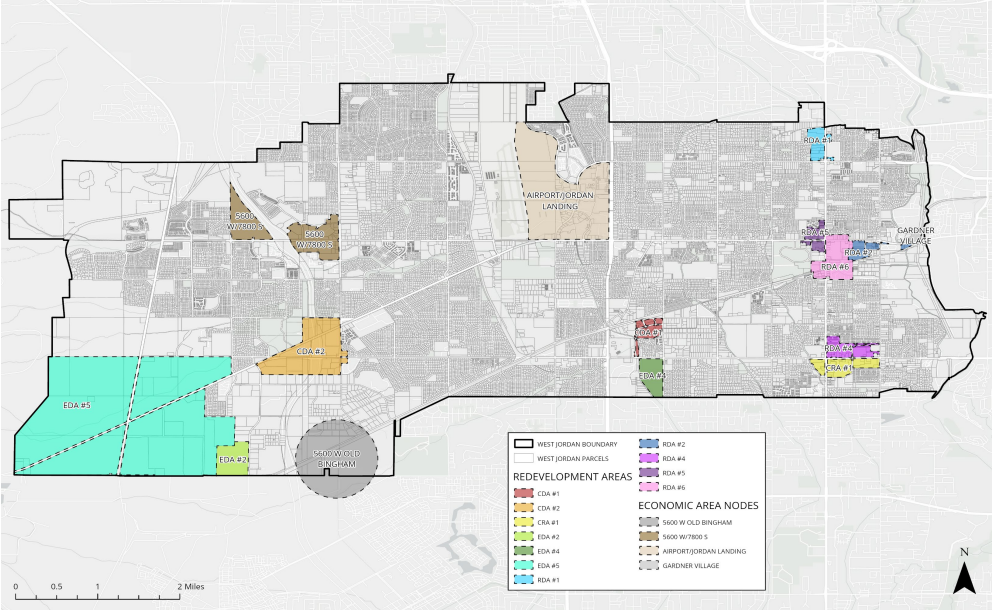 RDA #1
AIRPORT/JORDAN
LANDING
5600
W/7800 S
5600
W/7800 S
RDA #5
GARDNER
VILLAGE
RDA #2
RDA #6
CDA #1
RDA #4
CDA #2
CRA #1
EDA #4
EDA #5
EDA #2
5600 W OLD
BINGHAM
WEST JORDAN BOUNDARY
WEST JORDAN PARCELS
REDEVELOPMENT AREAS
CDA #1
CDA #2
CRA #1
EDA #2
EDA #4
EDA #5
RDA #1
RDA #2
RDA #4
RDA #5
RDA #6
ECONOMIC AREA NODES
5600 W OLD BINGHAM
5600 W/7800 S
AIRPORT/JORDAN LANDING
GARDNER VILLAGE
0 0.5 1 2 Miles
N